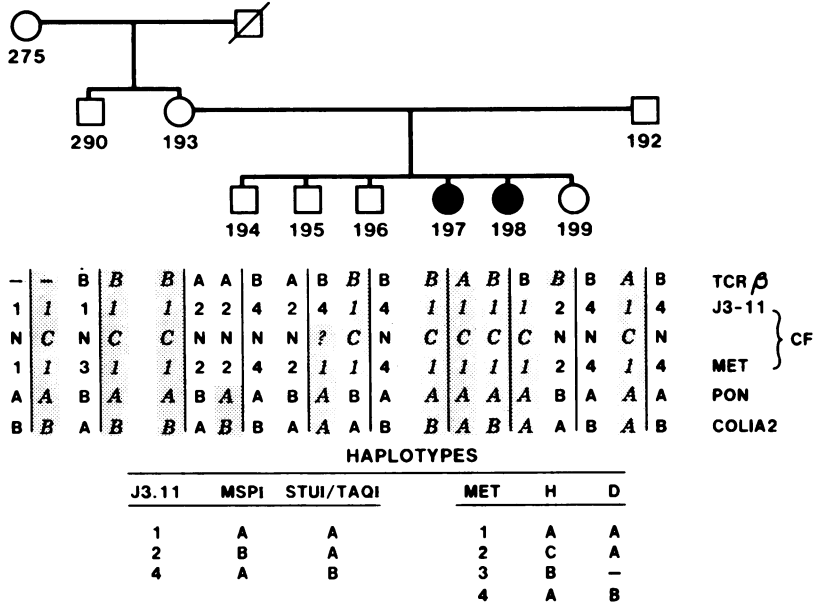 275
290 193 192
194 195 196 197 198 199
– – B B B A A B A B B B B A B B B B A B TCR β
1 1 1 1 1 2 2 4 2 4 1 4 1 1 1 1 2 4 1 4 J3-11
N C N C C N N N N ? C N C C C C N N C N CF
1 1 3 1 1 2 2 4 2 1 1 4 1 1 1 1 2 4 1 4 MET
A A B A A B A A B A B A A A A A B A A A PON
B B A B B A B B A A A B B A B A A B A B COLIA2
HAPLOTYPES
J3.11 MSPI STUI/TAQI MET H D
1 A A 1 A A
2 B A 2 C A
4 A B 3 B –
4 A B